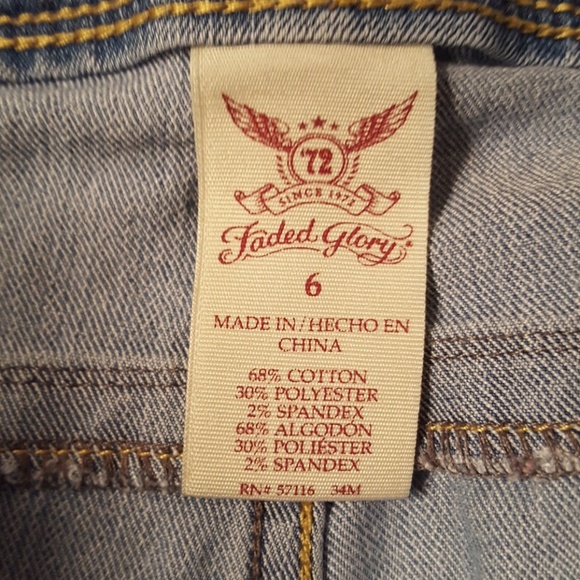 '72
SINCE 1972
Faded Glory
6
MADE IN/HECHO EN
CHINA
68% COTTON
30% POLYESTER
2% SPANDEX
68% ALGODÓN
30% POLIÉSTER
2% SPANDEX
RN# 57116 34M